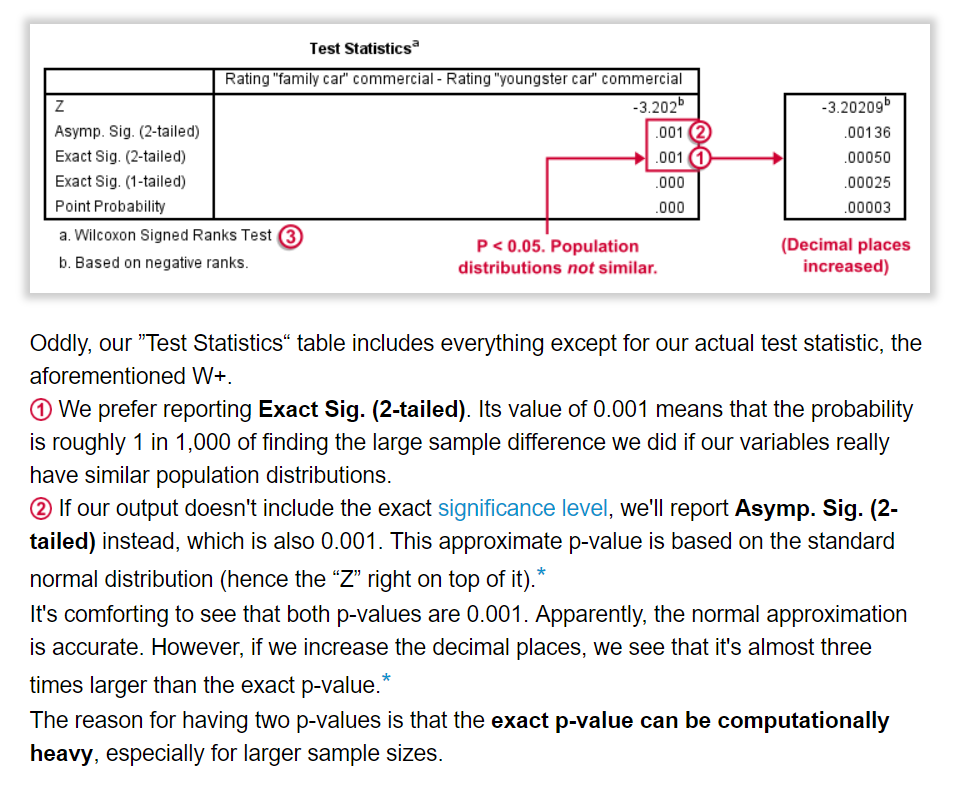 Test Statisticsa
Rating "family car" commercial - Rating "youngster car" commercial
Z -3.202b -3.20209b
Asymp. Sig. (2-tailed) .001 2 .00136
Exact Sig. (2-tailed) .001 1 .00050
Exact Sig. (1-tailed) .000 .00025
Point Probability .000 .00003
a. Wilcoxon Signed Ranks Test 3
b. Based on negative ranks.
P < 0.05. Population
distributions not similar.
(Decimal places
increased)
Oddly, our ”Test Statistics“ table includes everything except for our actual test statistic, the
aforementioned W+.
1 We prefer reporting Exact Sig. (2-tailed). Its value of 0.001 means that the probability
is roughly 1 in 1,000 of finding the large sample difference we did if our variables really
have similar population distributions.
2 If our output doesn't include the exact significance level, we'll report Asymp. Sig. (2-
tailed) instead, which is also 0.001. This approximate p-value is based on the standard
normal distribution (hence the “Z” right on top of it).*
It's comforting to see that both p-values are 0.001. Apparently, the normal approximation
is accurate. However, if we increase the decimal places, we see that it's almost three
times larger than the exact p-value.*
The reason for having two p-values is that the exact p-value can be computationally
heavy, especially for larger sample sizes.